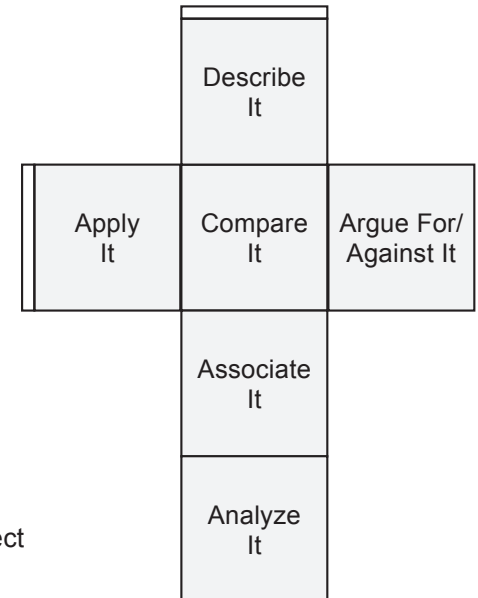 Describe
It
Apply
It
Compare
It
Argue For/
Against It
Associate
It
Analyze
It